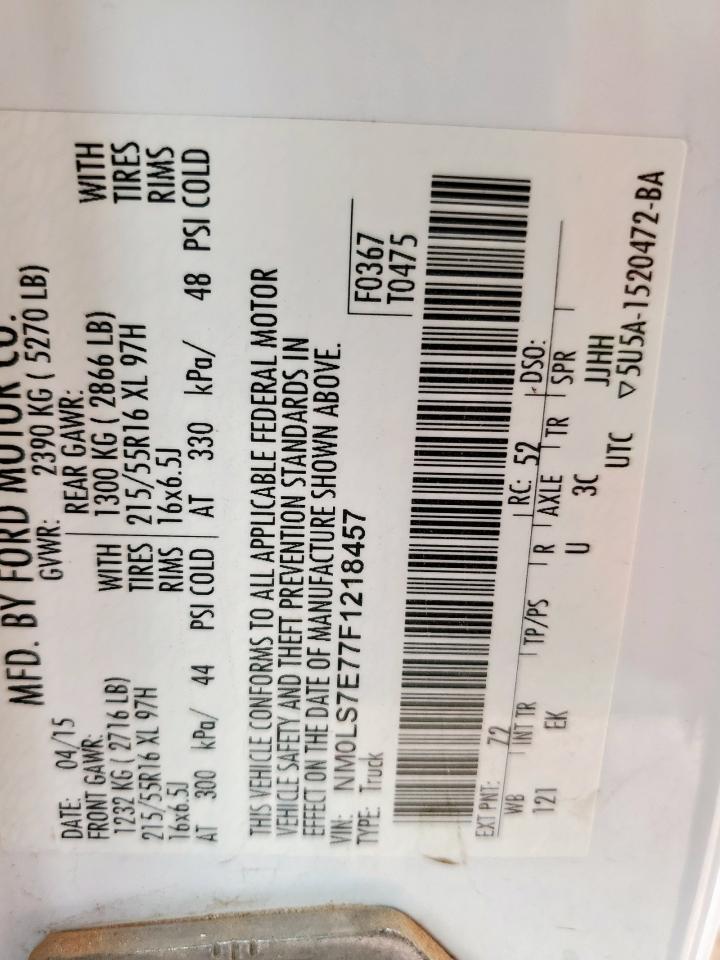 MFD. BY FORD MOTOR CO.
DATE: 04/15
GVWR: 2390 KG ( 5270 LB)
FRONT GAWR:
REAR GAWR:
1232 KG ( 2716 LB)
WITH
1300 KG ( 2866 LB)
WITH
215/55R16 XL 97H
TIRES
215/55R16 XL 97H
TIRES
16x6.5J
RIMS
16x6.5J
RIMS
AT 300 kPa/ 44 PSI COLD
AT 330 kPa/ 48 PSI COLD
THIS VEHICLE CONFORMS TO ALL APPLICABLE FEDERAL MOTOR
VEHICLE SAFETY AND THEFT PREVENTION STANDARDS IN
EFFECT ON THE DATE OF MANUFACTURE SHOWN ABOVE.
VIN: NM0LS7E77F1218457
TYPE: Truck
F0367
T0475
EXT PNT: Z2 RC: 52 DSO:
WB INT TR TP/PS R AXLE TR SPR
121 EK U 3C JJHH
UTC ▽5U5A-1520472-BA